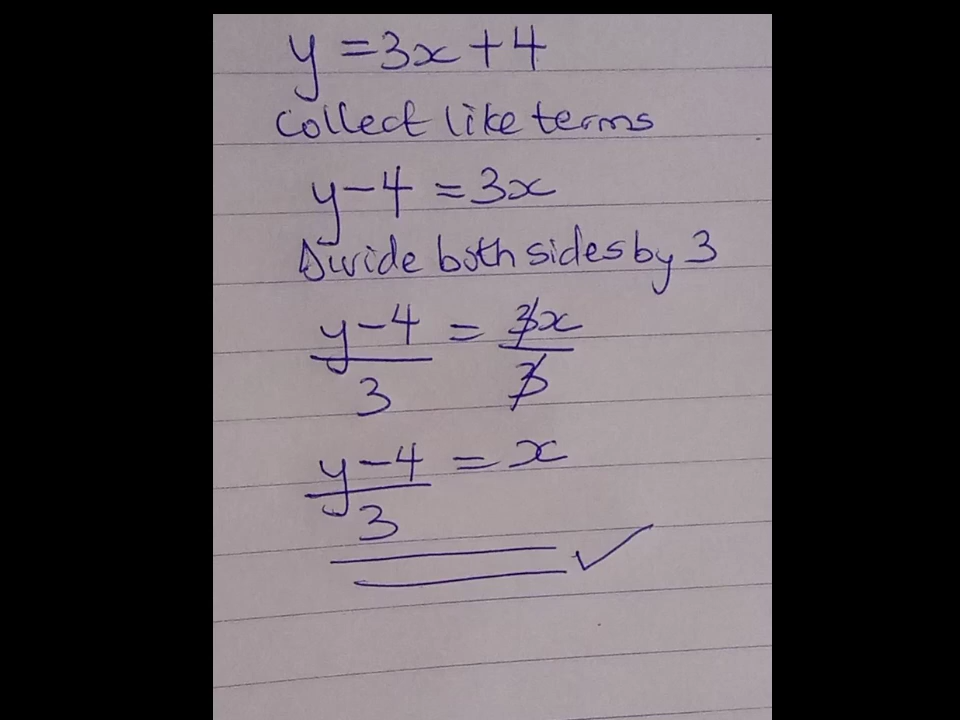 y = 3x + 4
Collect like terms
y - 4 = 3x
Divide both sides by 3
y - 4 / 3 = 3x / 3
y - 4 / 3 = x
✓